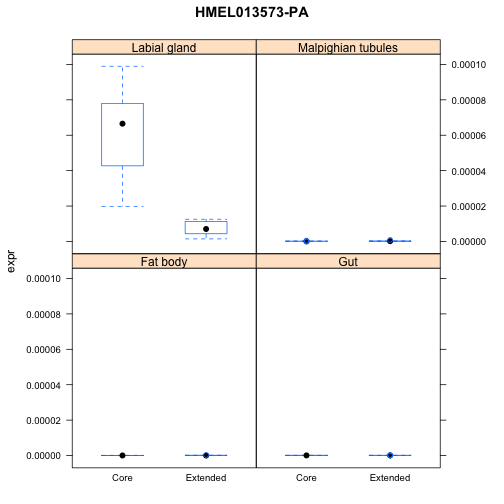 HMEL013573-PA
Labial gland
Malpighian tubules
0.00010
0.00008
0.00006
0.00004
0.00002
0.00000
expr
Fat body
Gut
0.00010
0.00008
0.00006
0.00004
0.00002
0.00000
Core
Extended
Core
Extended